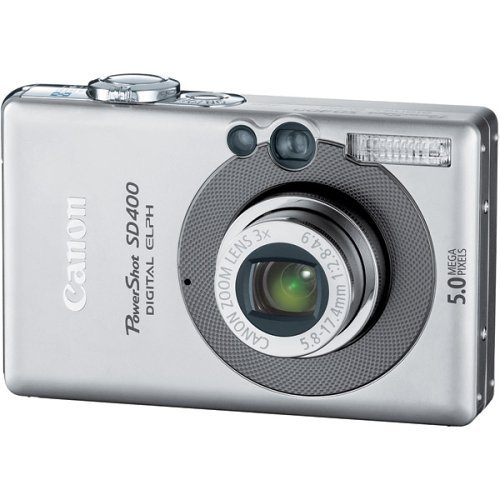 Canon
PowerShot SD400
DIGITAL ELPH
CANON ZOOM LENS 3x
5.8-17.4mm 1:2.8-4.9
5.0 MEGA
PIXELS